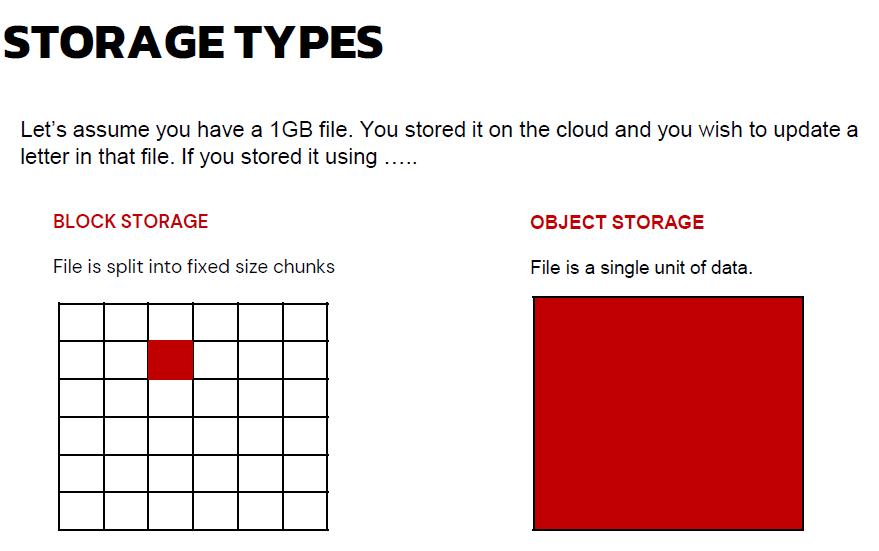 STORAGE TYPES
Let’s assume you have a 1GB file. You stored it on the cloud and you wish to update a
letter in that file. If you stored it using …..
BLOCK STORAGE
File is split into fixed size chunks
OBJECT STORAGE
File is a single unit of data.